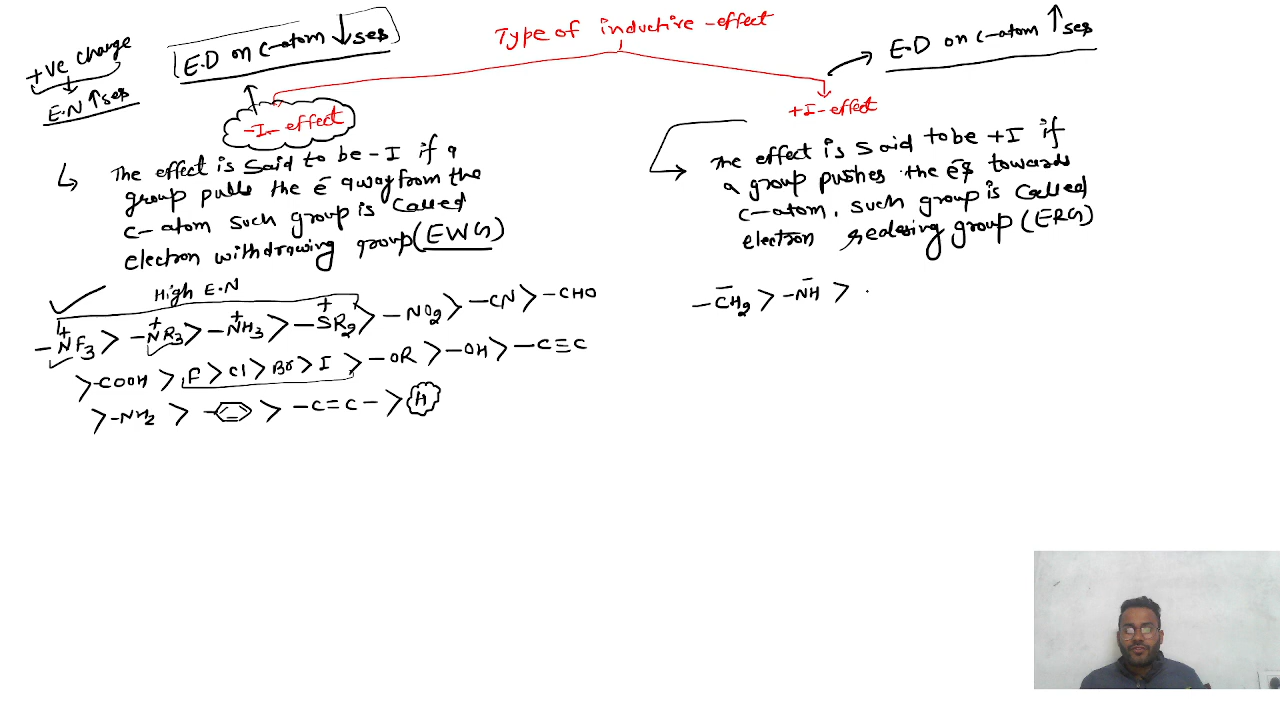 Type of inductive-effect
+ve charge
E.N ↑ses
E.D on C-atom ↓ses
-I-effect
The effect is said to be -I if a
group pulls the ē away from the
C-atom such group is called
electron withdrawing group (EWG)
High E.N
-N⁺F3 > -N⁺R3 > -N⁺H3 > -S⁺R2 > -NO2 > -CN > -CHO
> -COOH > F > Cl > Br > I > -OR > -OH > -C≡C
> -NH2 > > -C=C- > H
E.D on C-atom ↑ses
+I-effect
The effect is said to be +I if
a group pushes the ēs towards
C-atom, such group is called
electron group (ERG)
-C̄H2 > -N̄H >